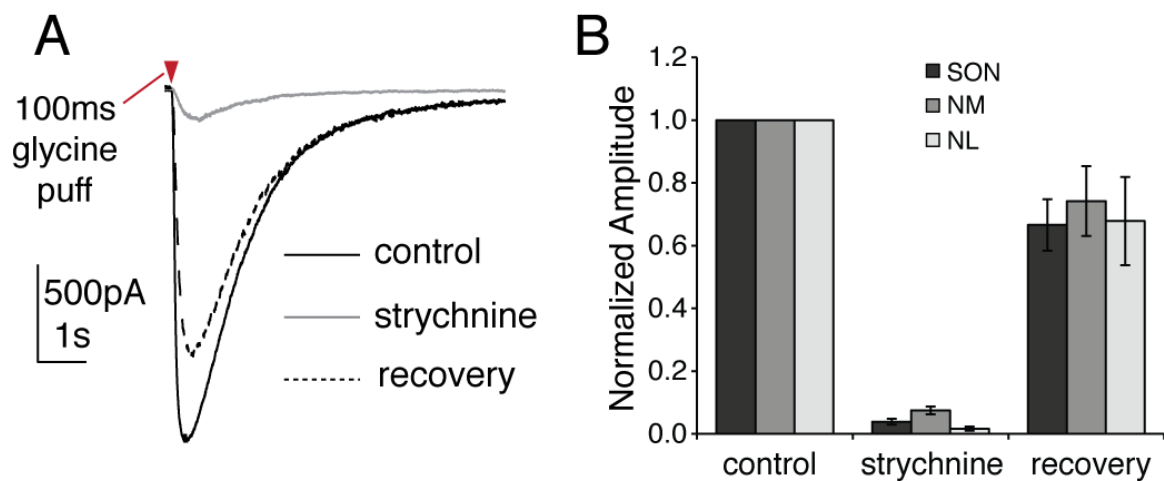 A
100ms
glycine
puff
500pA
1s
control
strychnine
recovery
B
Normalized Amplitude
1.2
1.0
0.8
0.6
0.4
0.2
0.0
SON
NM
NL
control
strychnine
recovery